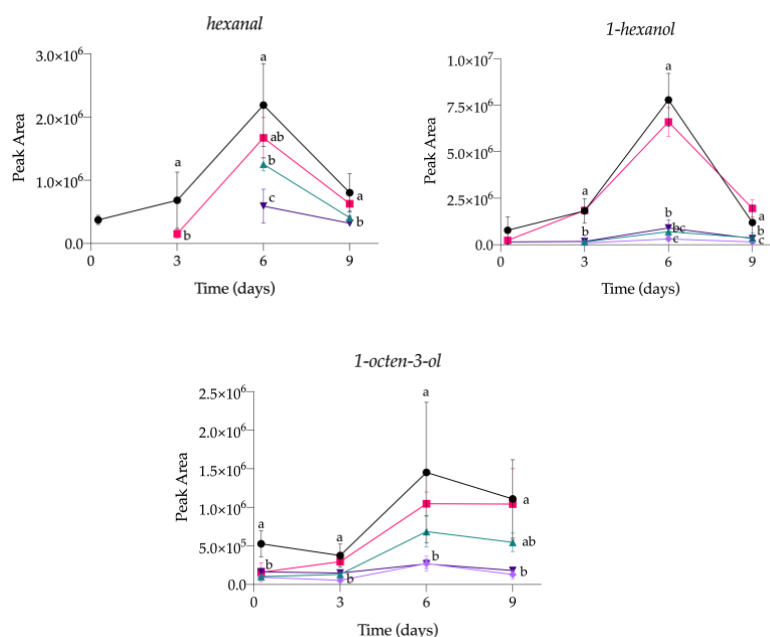 hexanal
3.0×10⁶
2.0×10⁶
1.0×10⁶
0.0
Peak Area
a
a
ab
b
c
b
a
b
0
3
6
9
Time (days)
1-hexanol
1.0×10⁷
7.5×10⁶
5.0×10⁶
2.5×10⁶
0.0
Peak Area
a
a
b
b
bc
c
a
b
c
0
3
6
9
Time (days)
1-octen-3-ol
2.5×10⁶
2.0×10⁶
1.5×10⁶
1.0×10⁶
5.0×10⁵
0.0
Peak Area
a
a
b
a
b
b
a
ab
b
0
3
6
9
Time (days)